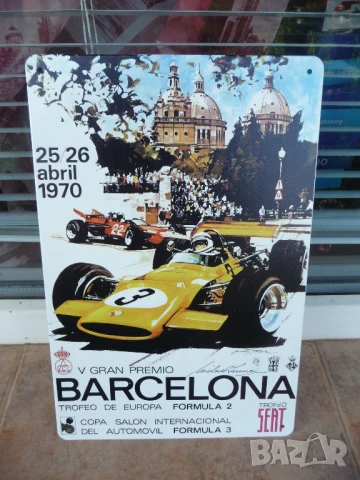 25/26
abril
1970
22
3
V GRAN PREMIO
BARCELONA
TROFEO DE EUROPA FORMULA 2
COPA SALON INTERNACIONAL
DEL AUTOMOVIL FORMULA 3
TROFEO
SEAT
BAZAR